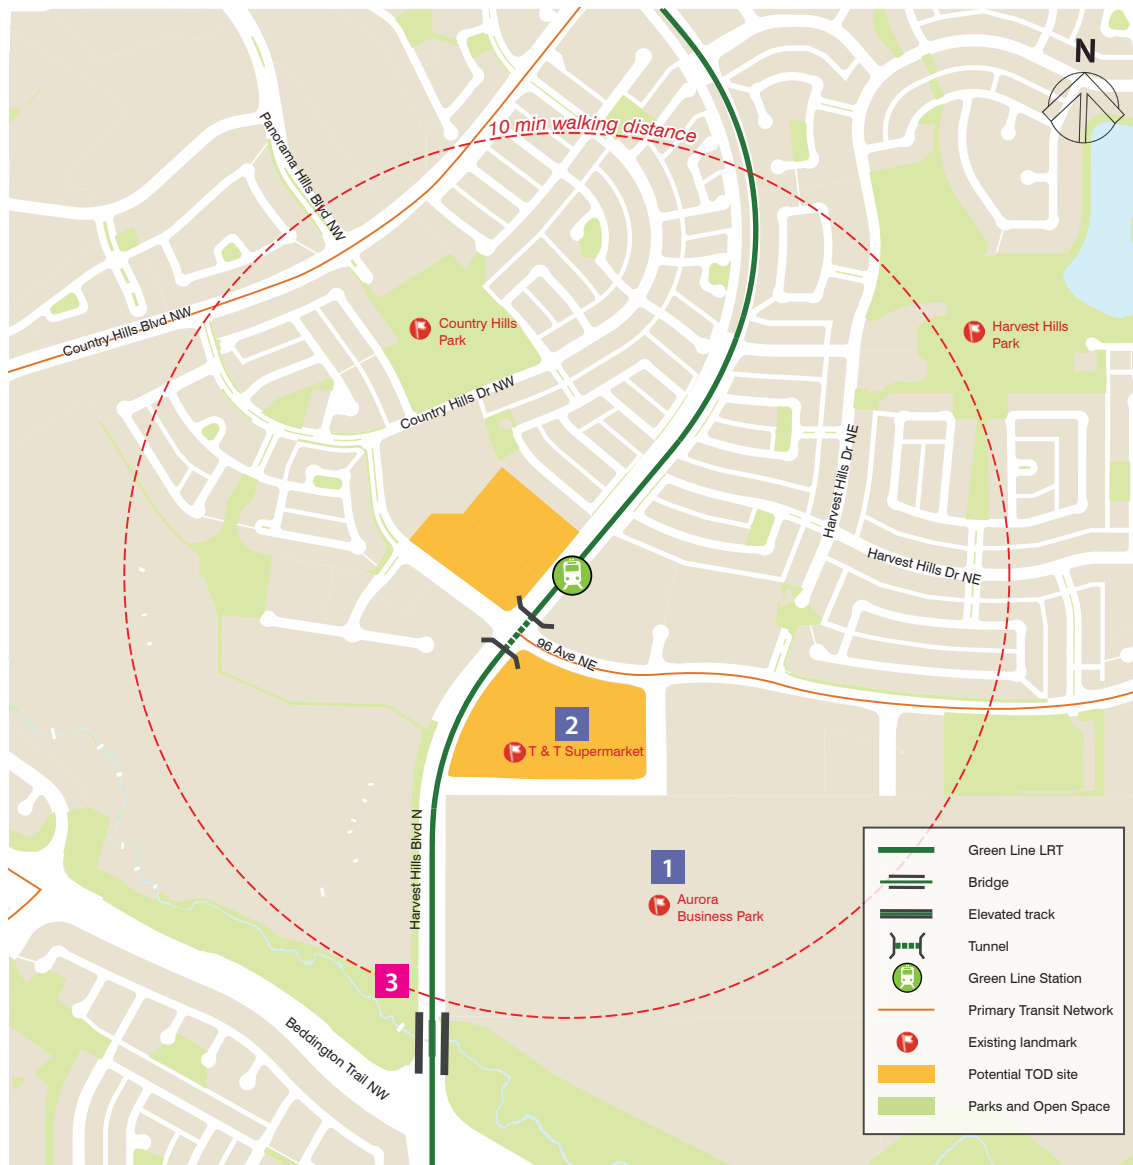 N
10 min walking distance
Panorama Hills Blvd NW
Country Hills Blvd NW
Country Hills
Park
Harvest Hills
Park
Country Hills Dr NW
Harvest Hills Dr NE
Harvest Hills Dr NE
96 Ave NE
2
T & T Supermarket
Harvest Hills Blvd N
1
Aurora
Business Park
3
Beddington Trail NW
Green Line LRT
Bridge
Elevated track
Tunnel
Green Line Station
Primary Transit Network
Existing landmark
Potential TOD site
Parks and Open Space